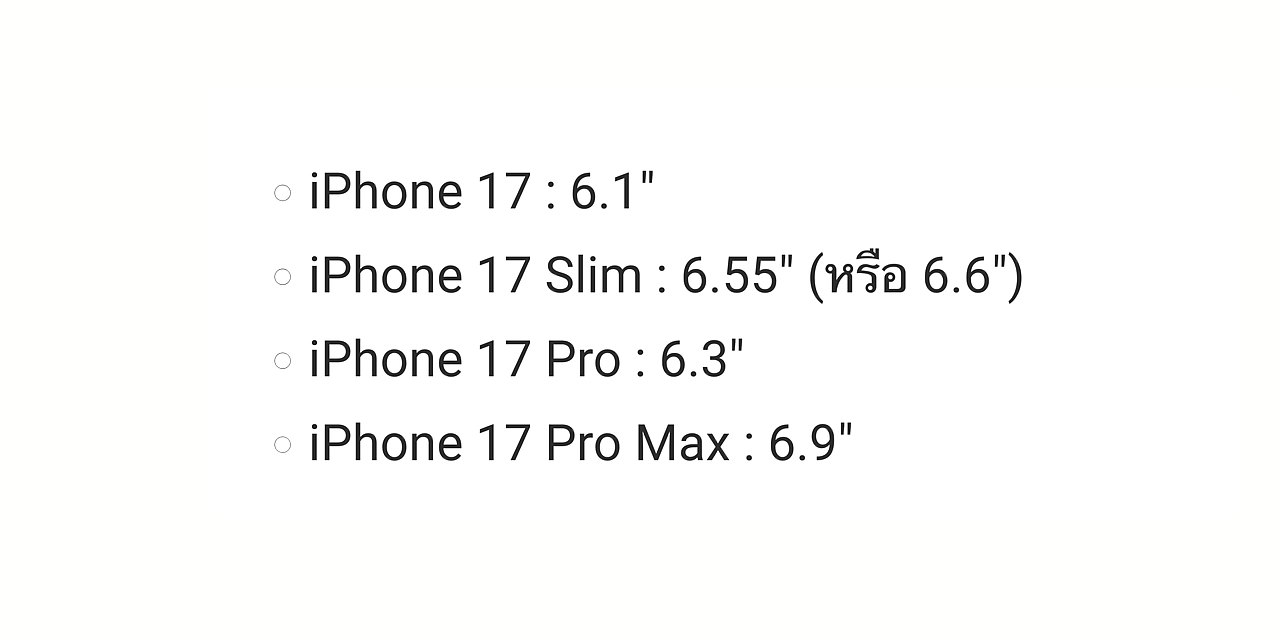 iPhone 17 : 6.1"
iPhone 17 Slim : 6.55" (หรือ 6.6")
iPhone 17 Pro : 6.3"
iPhone 17 Pro Max : 6.9"